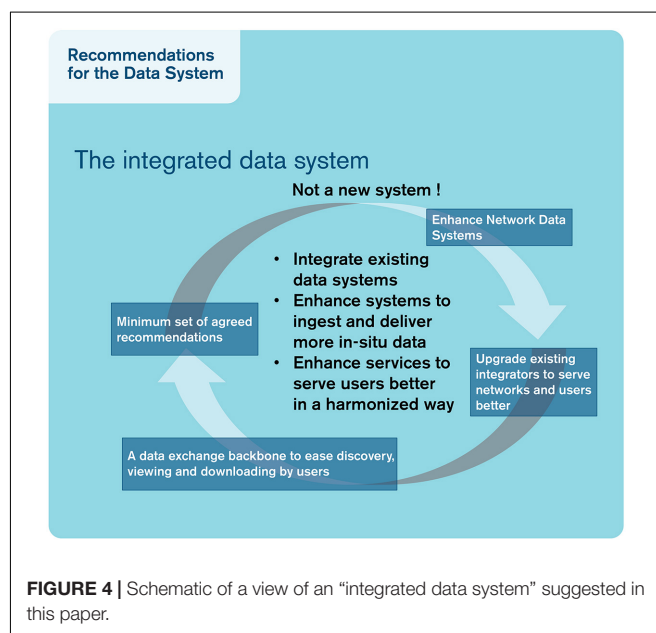 Recommendations
for the Data System
The integrated data system
Not a new system !
Enhance Network Data
Systems
• Integrate existing
data systems
• Enhance systems to
ingest and deliver
more in-situ data
• Enhance services to
serve users better
in a harmonized way
Minimum set of agreed
recommendations
Upgrade existing
integrators to serve
networks and users
better
A data exchange backbone to ease discovery,
viewing and downloading by users
FIGURE 4 | Schematic of a view of an “integrated data system” suggested in
this paper.